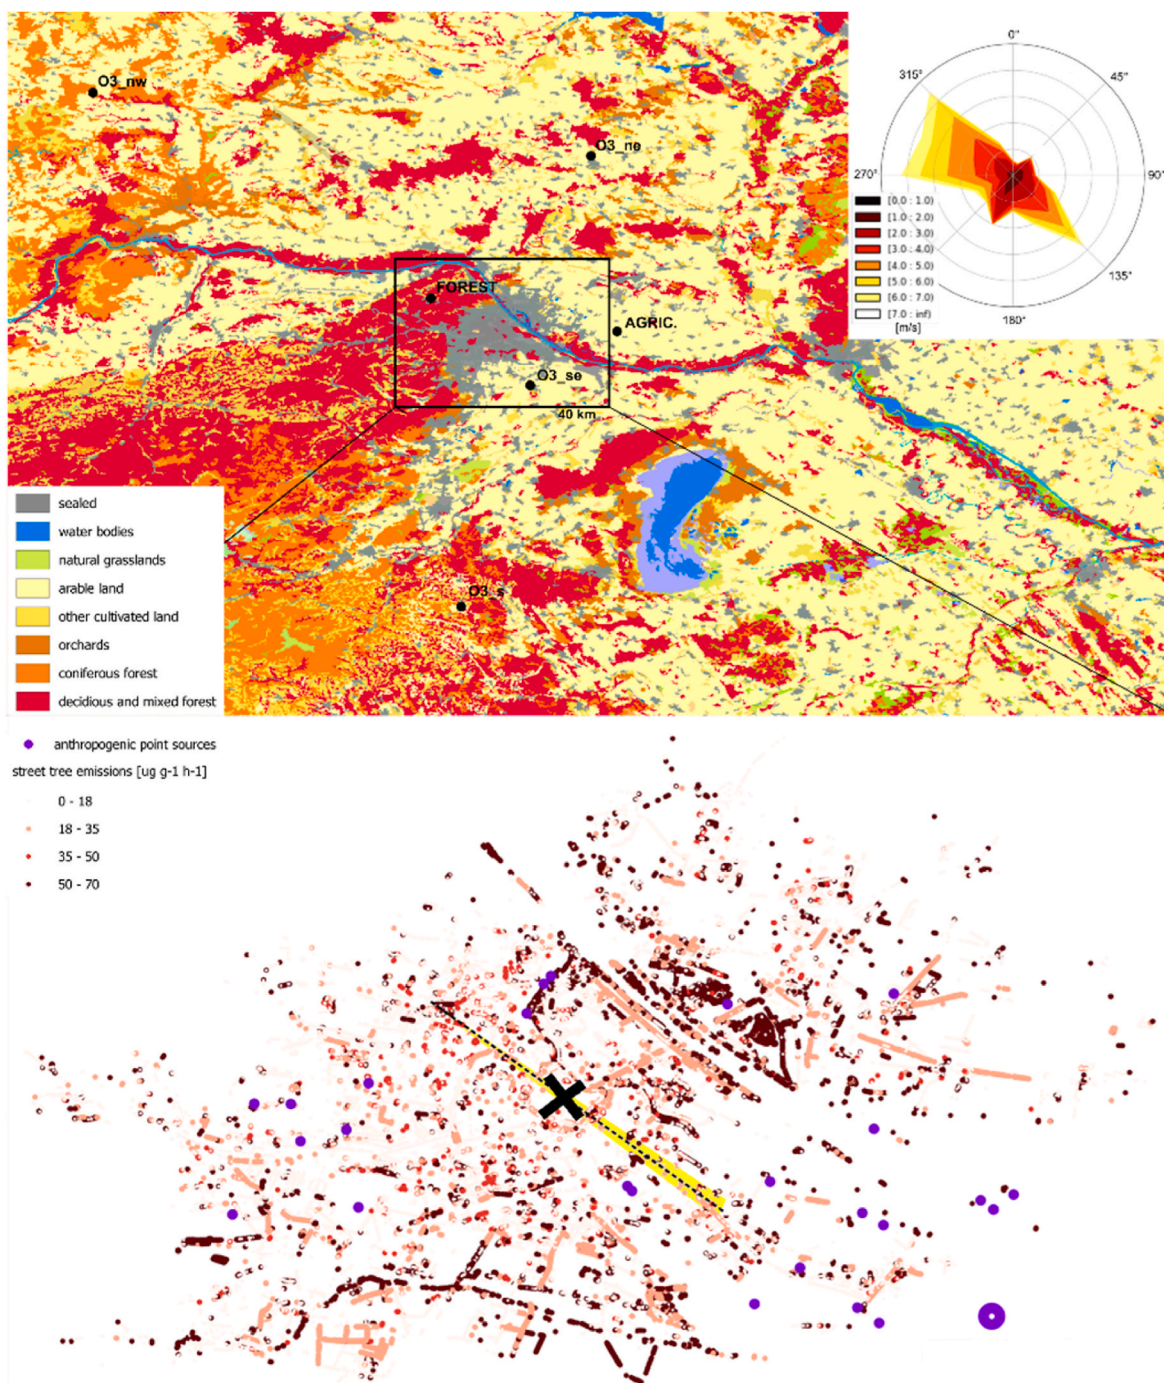 O3_nw
O3_ne
FOREST
AGRIC.
O3_se
40 km
O3_s
0°
45°
90°
135°
180°
270°
315°
[0.0 : 1.0)
[1.0 : 2.0)
[2.0 : 3.0)
[3.0 : 4.0)
[4.0 : 5.0)
[5.0 : 6.0)
[6.0 : 7.0)
[7.0 : inf)
[m/s]
sealed
water bodies
natural grasslands
arable land
other cultivated land
orchards
coniferous forest
decidious and mixed forest
anthropogenic point sources
street tree emissions [ug g-1 h-1]
0 - 18
18 - 35
35 - 50
50 - 70